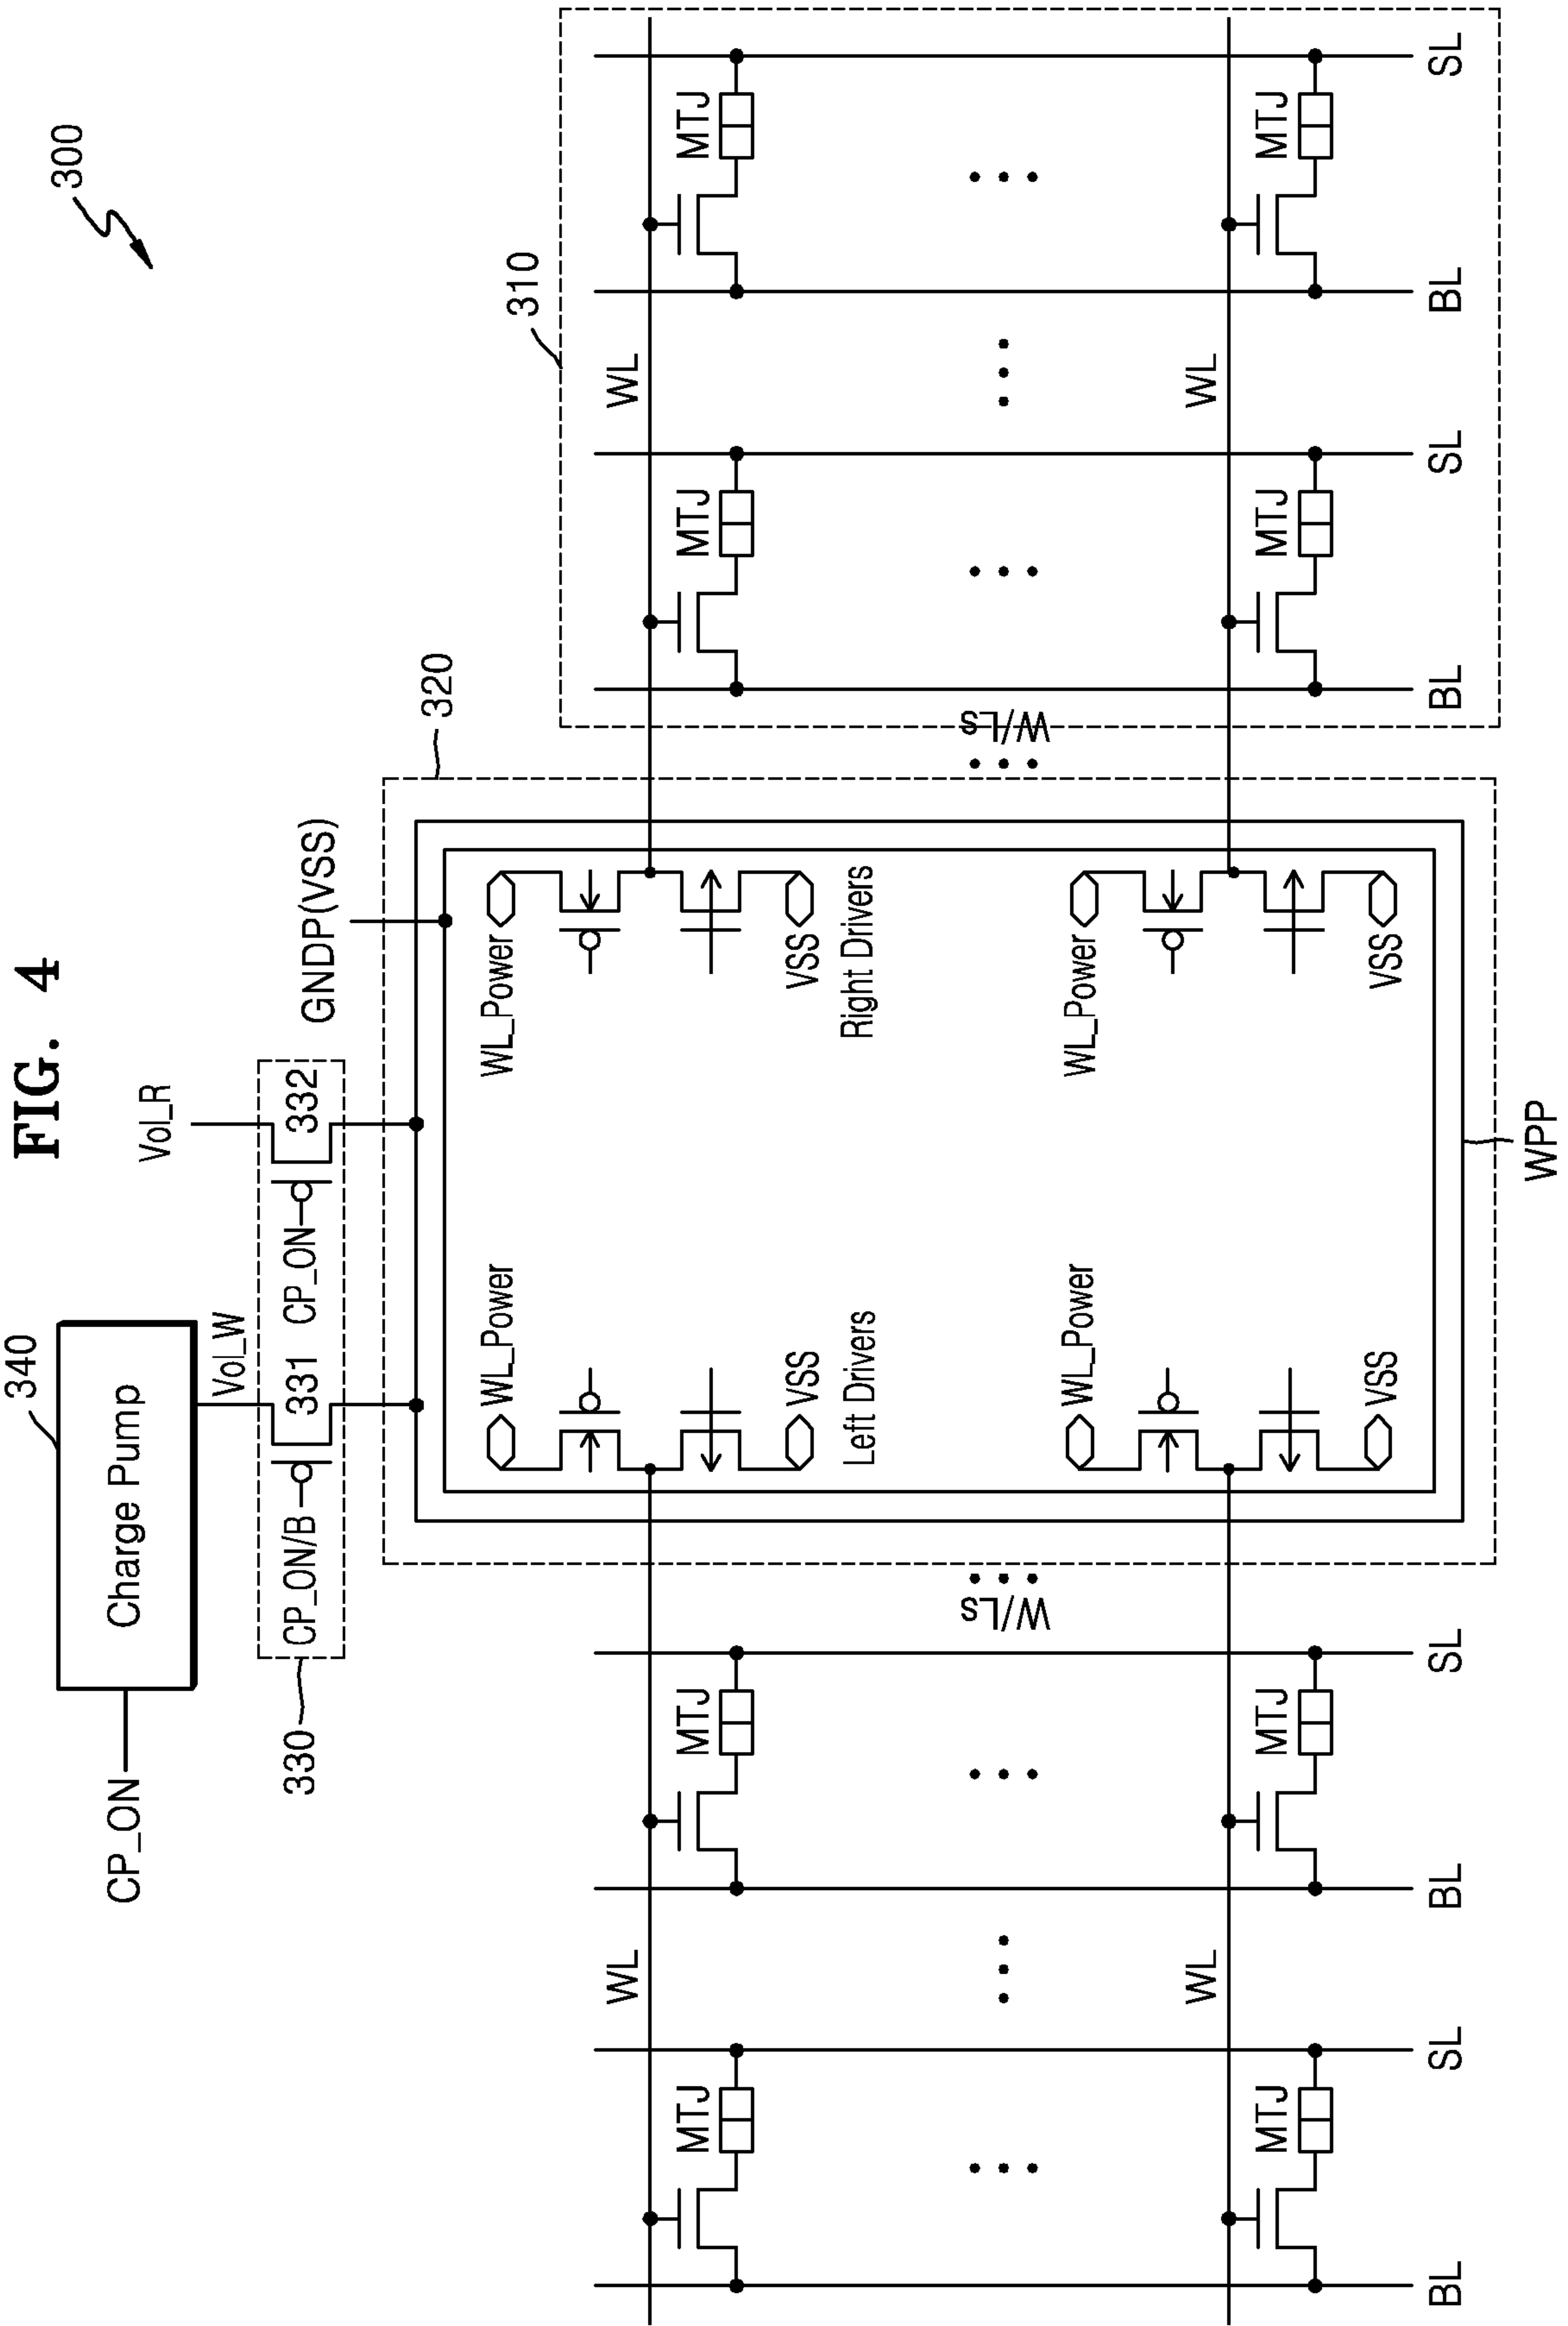 FIG. 4
300
340
CP_ON
Charge Pump
Vol_W
Vol_R
330
CP_ON/B
331
CP_ON
332
GNDP(VSS)
320
310
WL
WL_Power
WL_Power
WL
MTJ
MTJ
MTJ
MTJ
VSS
VSS
Left Drivers
Right Drivers
W/Ls
W/Ls
WL
WL_Power
WL_Power
WL
MTJ
MTJ
MTJ
MTJ
VSS
VSS
BL
SL
BL
SL
BL
SL
BL
SL
WPP